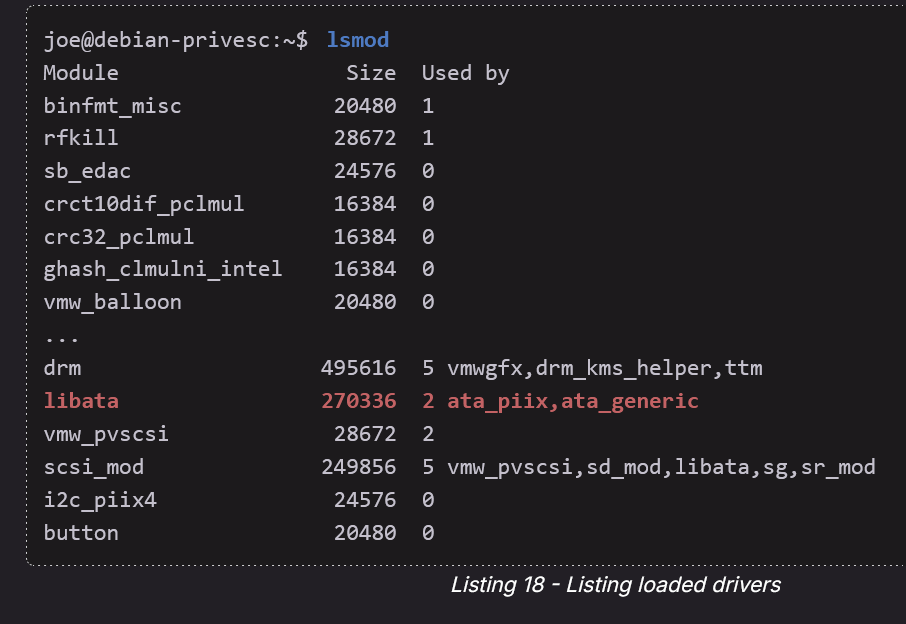 joe@debian-privesc:~$ lsmod
Module                  Size  Used by
binfmt_misc            20480  1
rfkill                 28672  1
sb_edac                24576  0
crct10dif_pclmul       16384  0
crc32_pclmul           16384  0
ghash_clmulni_intel    16384  0
vmw_balloon            20480  0
...
drm                   495616  5 vmwgfx,drm_kms_helper,ttm
libata                270336  2 ata_piix,ata_generic
vmw_pvscsi             28672  2
scsi_mod              249856  5 vmw_pvscsi,sd_mod,libata,sg,sr_mod
i2c_piix4              24576  0
button                 20480  0
Listing 18 - Listing loaded drivers